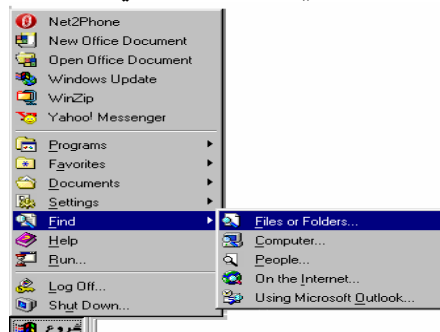 Net2Phone
New Office Document
Open Office Document
Windows Update
WinZip
Yahoo! Messenger
Programs
Favorites
Documents
Settings
Find
Help
Run...
Log Off...
Shut Down...
Files or Folders...
Computer...
People...
On the Internet...
Using Microsoft Outlook...